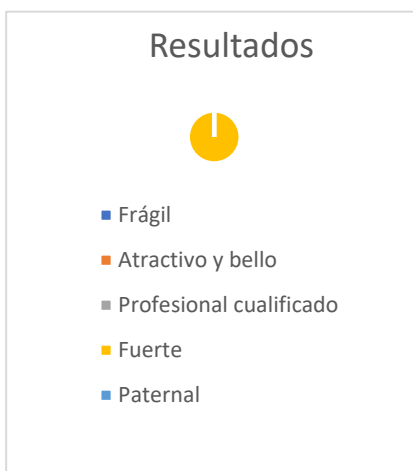 Resultados
Frágil
Atractivo y bello
Profesional cualificado
Fuerte
Paternal